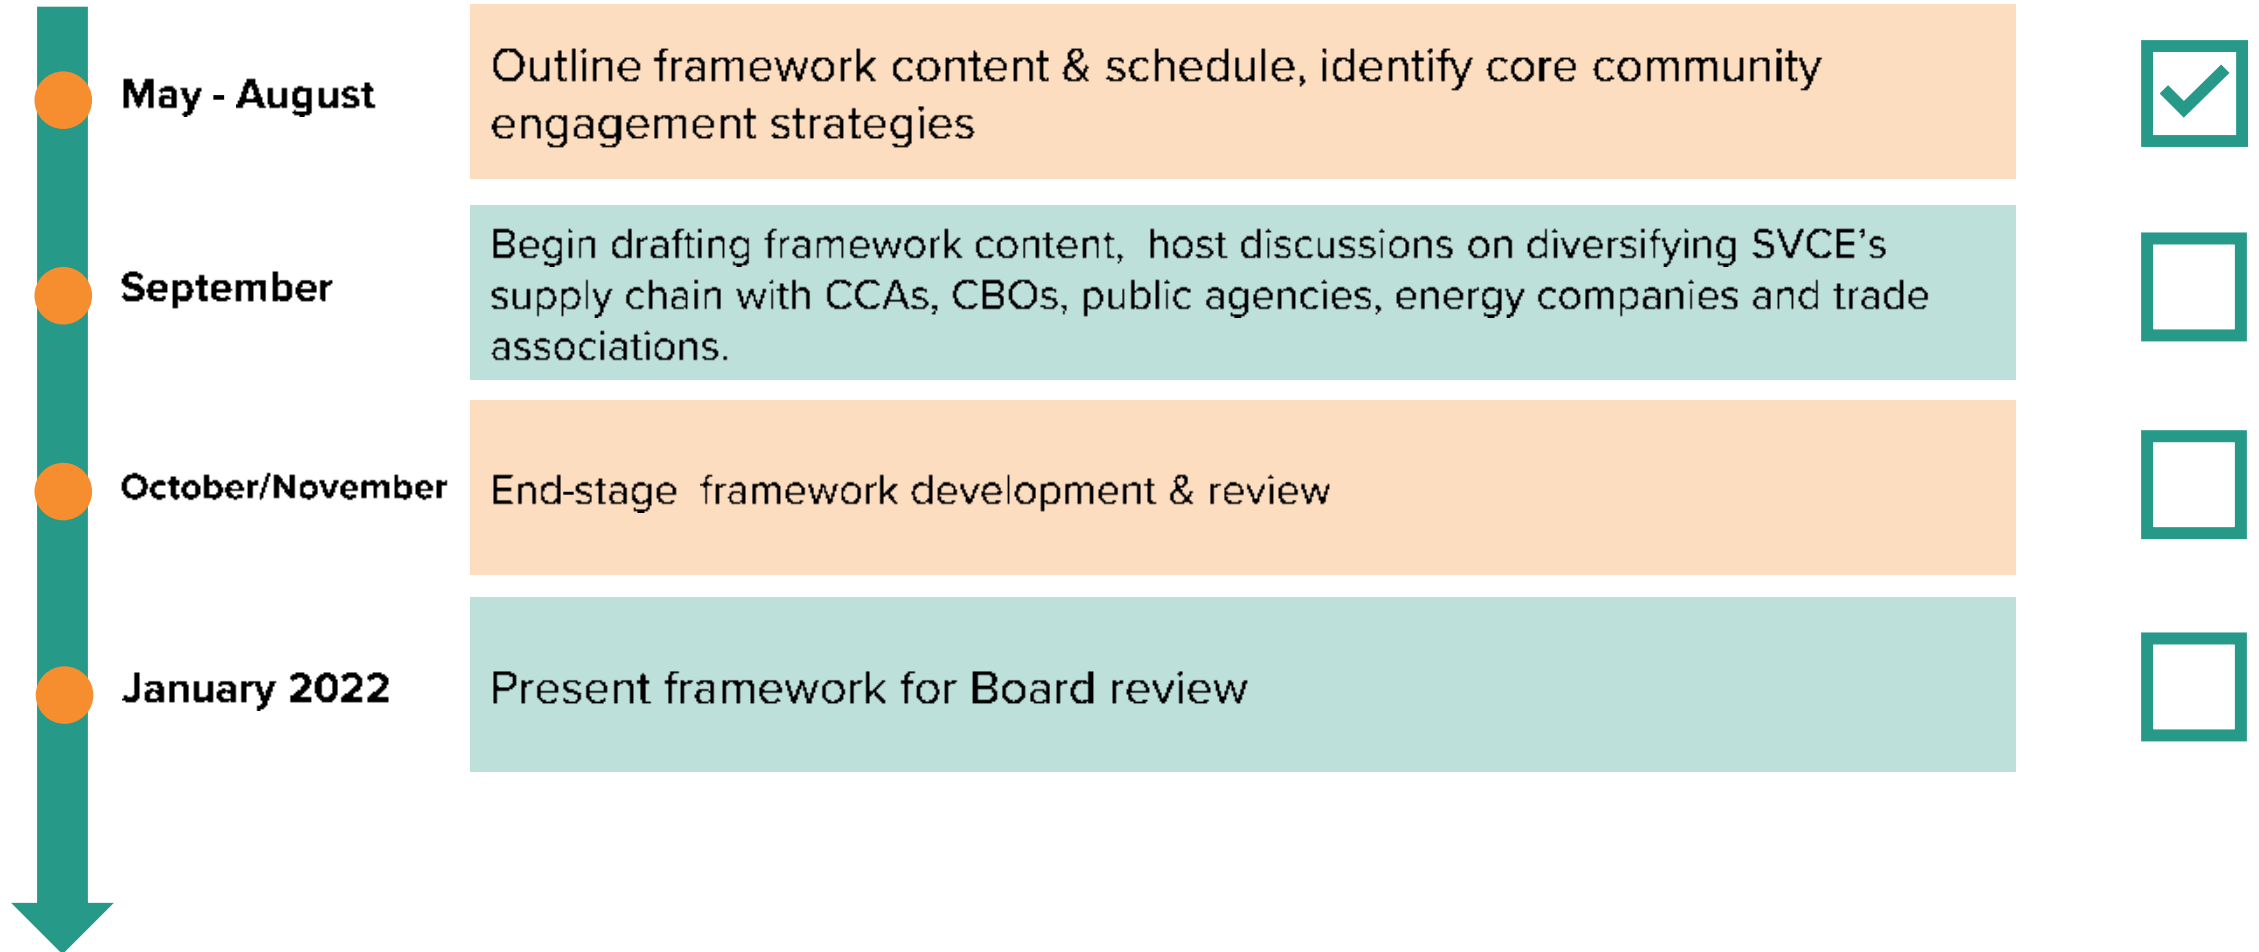 May - August
Outline framework content & schedule, identify core community
engagement strategies
September
Begin drafting framework content,  host discussions on diversifying SVCE's
supply chain with CCAs, CBOs, public agencies, energy companies and trade
associations.
October/November
End-stage  framework development & review
January 2022
Present framework for Board review